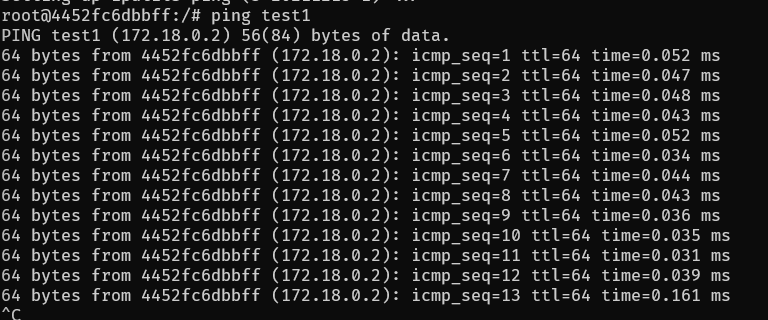 root@4452fc6dbbff:/# ping test1
PING test1 (172.18.0.2) 56(84) bytes of data.
64 bytes from 4452fc6dbbff (172.18.0.2): icmp_seq=1 ttl=64 time=0.052 ms
64 bytes from 4452fc6dbbff (172.18.0.2): icmp_seq=2 ttl=64 time=0.047 ms
64 bytes from 4452fc6dbbff (172.18.0.2): icmp_seq=3 ttl=64 time=0.048 ms
64 bytes from 4452fc6dbbff (172.18.0.2): icmp_seq=4 ttl=64 time=0.043 ms
64 bytes from 4452fc6dbbff (172.18.0.2): icmp_seq=5 ttl=64 time=0.052 ms
64 bytes from 4452fc6dbbff (172.18.0.2): icmp_seq=6 ttl=64 time=0.034 ms
64 bytes from 4452fc6dbbff (172.18.0.2): icmp_seq=7 ttl=64 time=0.044 ms
64 bytes from 4452fc6dbbff (172.18.0.2): icmp_seq=8 ttl=64 time=0.043 ms
64 bytes from 4452fc6dbbff (172.18.0.2): icmp_seq=9 ttl=64 time=0.036 ms
64 bytes from 4452fc6dbbff (172.18.0.2): icmp_seq=10 ttl=64 time=0.035 ms
64 bytes from 4452fc6dbbff (172.18.0.2): icmp_seq=11 ttl=64 time=0.031 ms
64 bytes from 4452fc6dbbff (172.18.0.2): icmp_seq=12 ttl=64 time=0.039 ms
64 bytes from 4452fc6dbbff (172.18.0.2): icmp_seq=13 ttl=64 time=0.161 ms
^C